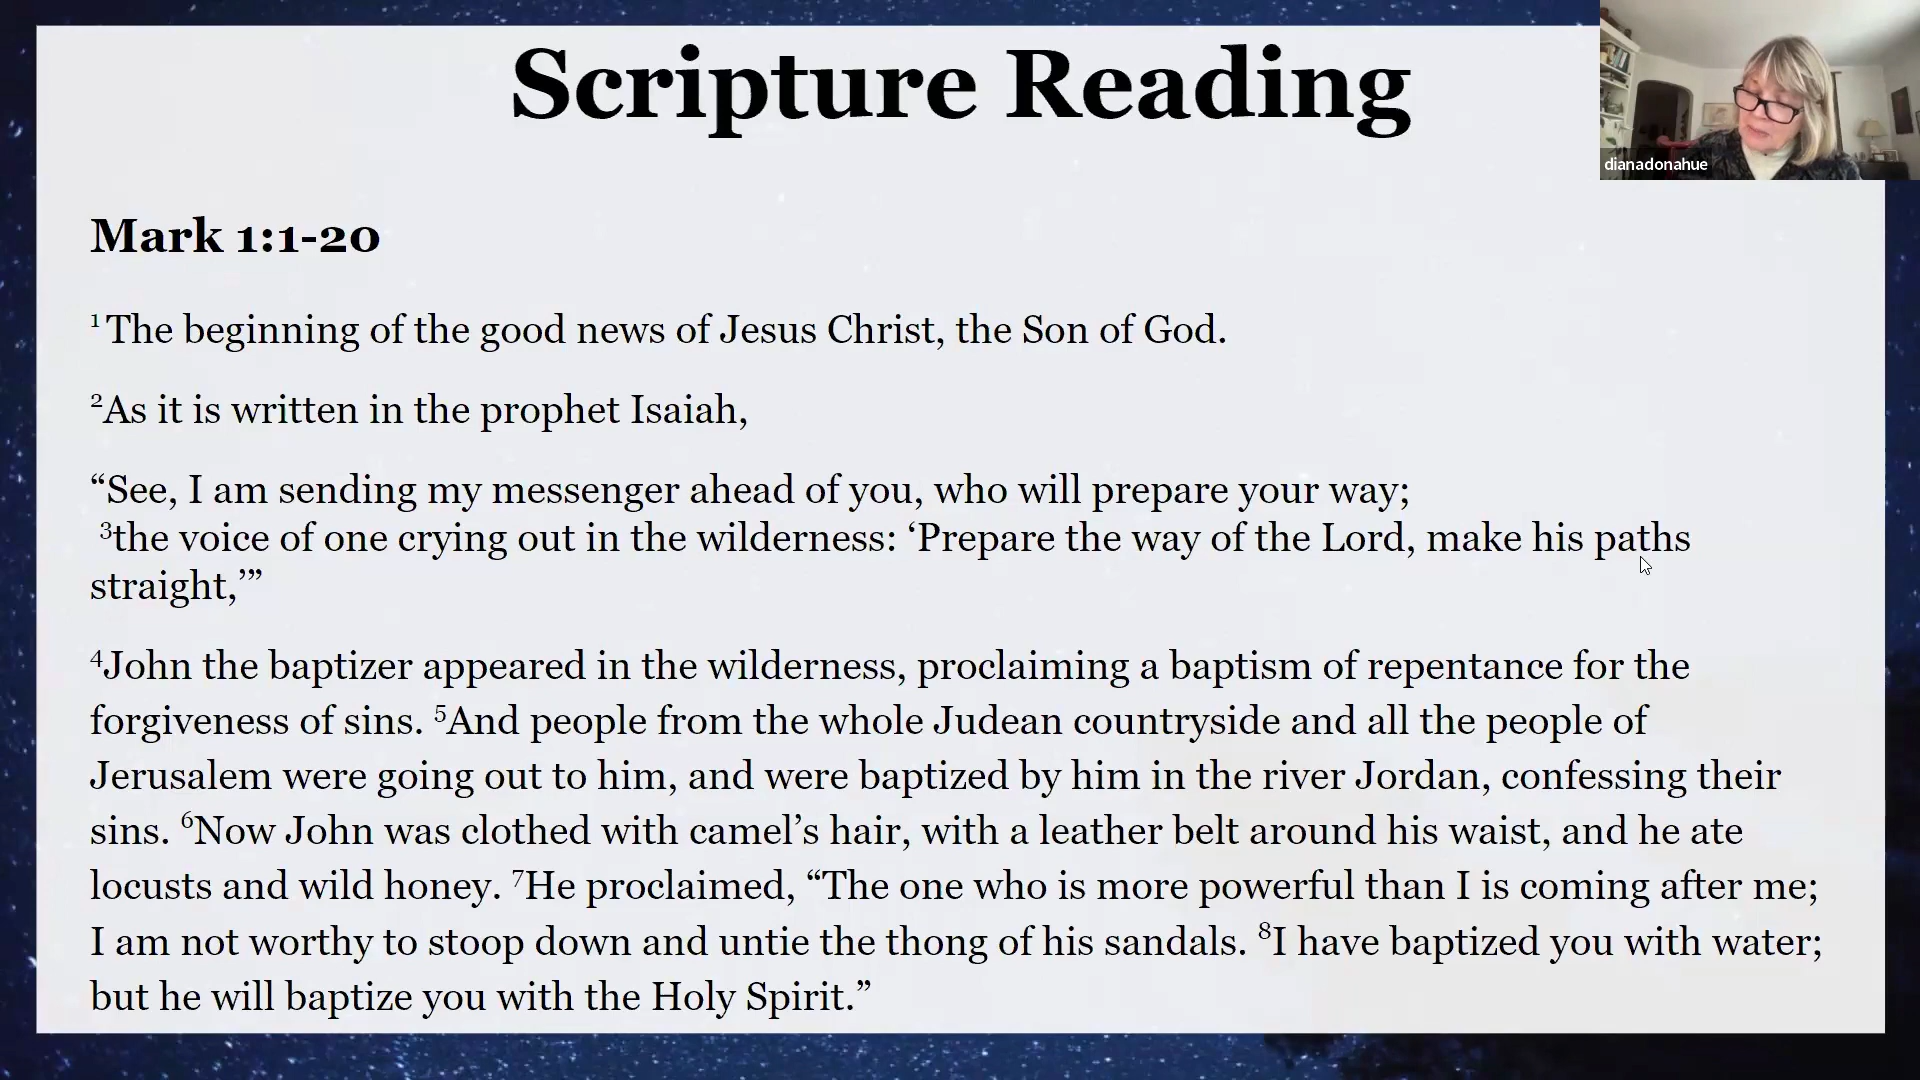 Scripture Reading
dianadonahue
Mark 1:1-20
1 The beginning of the good news of Jesus Christ, the Son of God.
2As it is written in the prophet Isaiah,
“See, I am sending my messenger ahead of you, who will prepare your way;
3the voice of one crying out in the wilderness: ‘Prepare the way of the Lord, make his paths
straight,’”
4John the baptizer appeared in the wilderness, proclaiming a baptism of repentance for the
forgiveness of sins. 5And people from the whole Judean countryside and all the people of
Jerusalem were going out to him, and were baptized by him in the river Jordan, confessing their
sins. 6Now John was clothed with camel’s hair, with a leather belt around his waist, and he ate
locusts and wild honey. 7He proclaimed, “The one who is more powerful than I is coming after me;
I am not worthy to stoop down and untie the thong of his sandals. 8I have baptized you with water;
but he will baptize you with the Holy Spirit.”